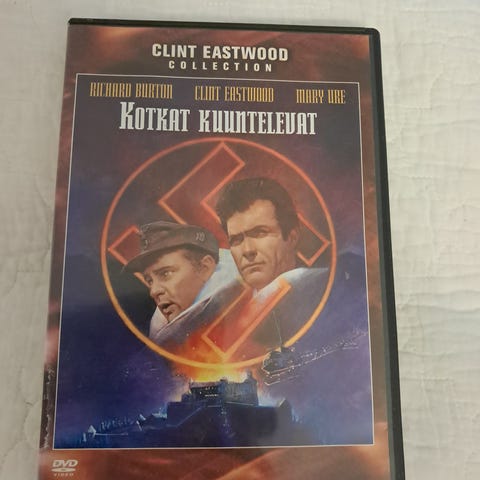 CLINT EASTWOOD
COLLECTION
RICHARD BURTON CLINT EASTWOOD MARY URE
KOTKAT KUUNTELEVAT
DVD
VIDEO